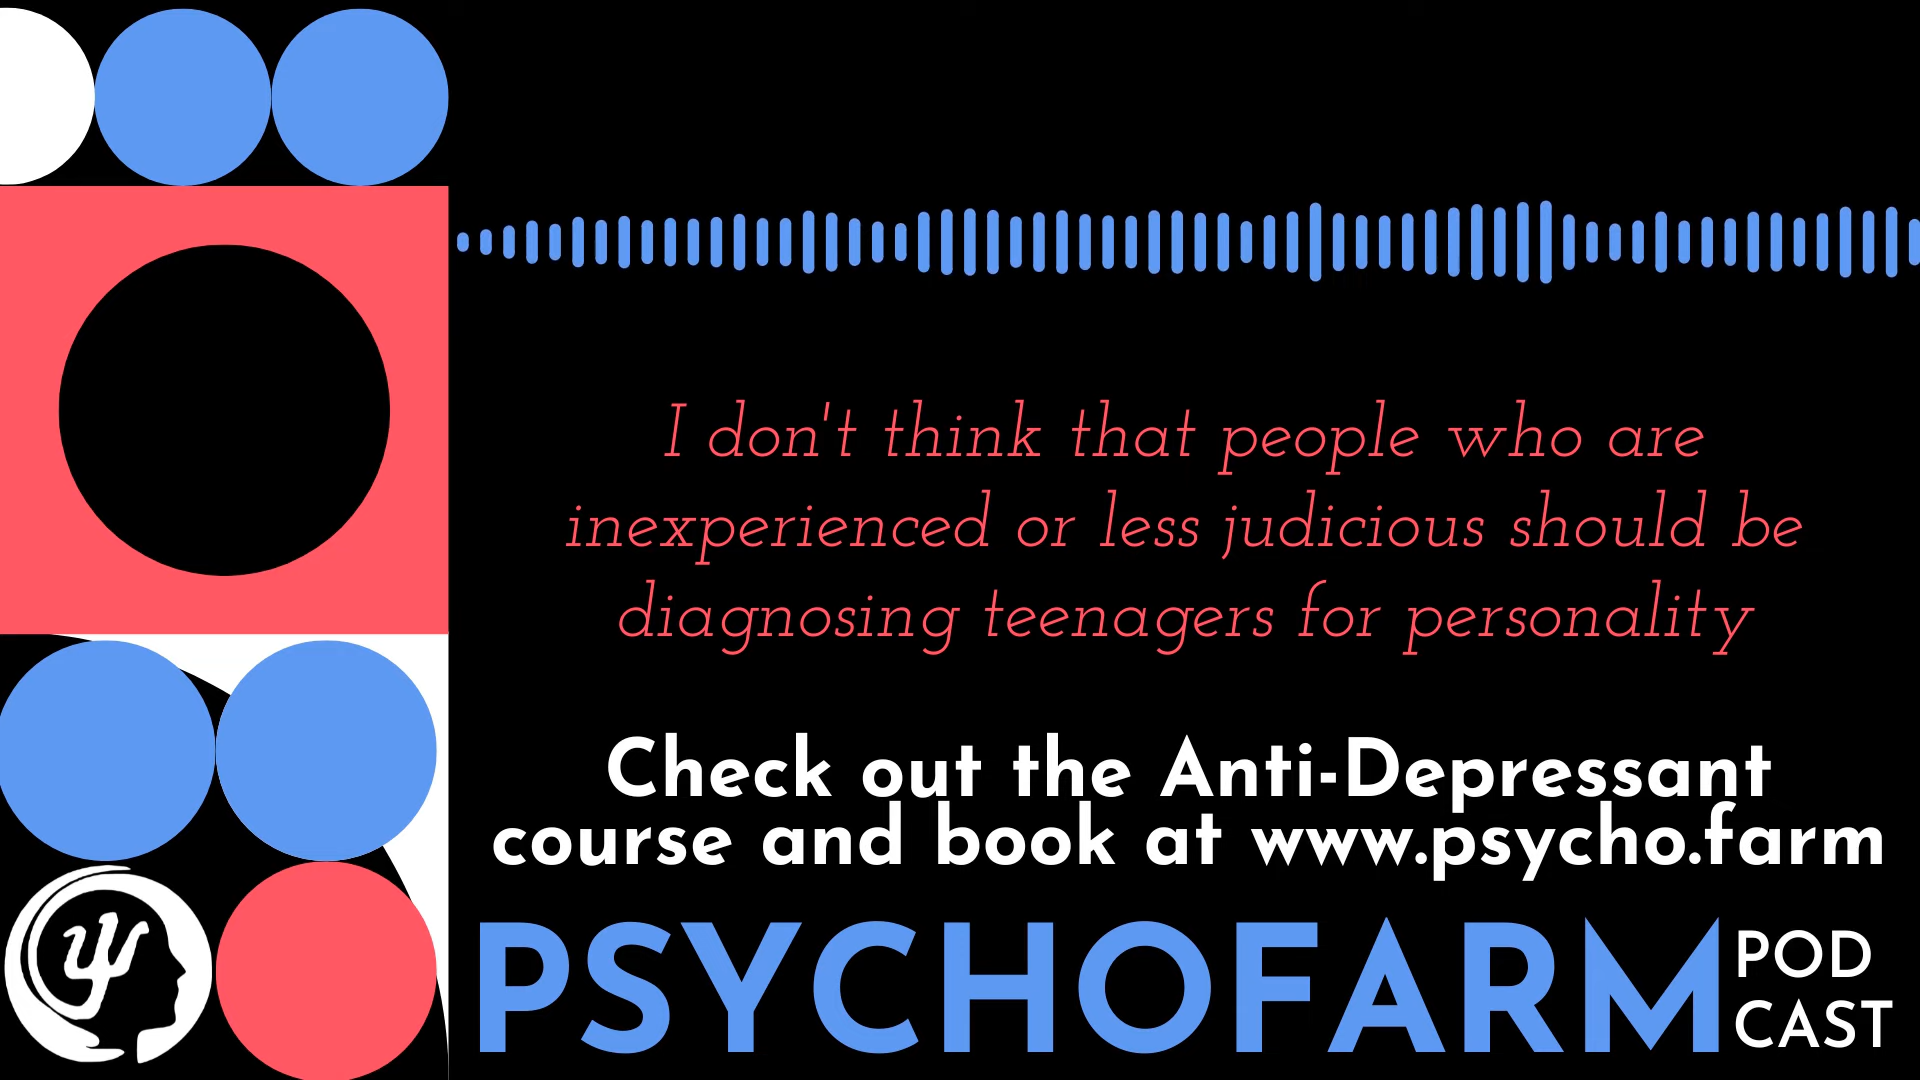 I don't think that people who are
inexperienced or less judicious should be
diagnosing teenagers for personality
Check out the Anti-Depressant
course and book at www.psycho.farm
PSYCHOFARM
POD
CAST
ψ